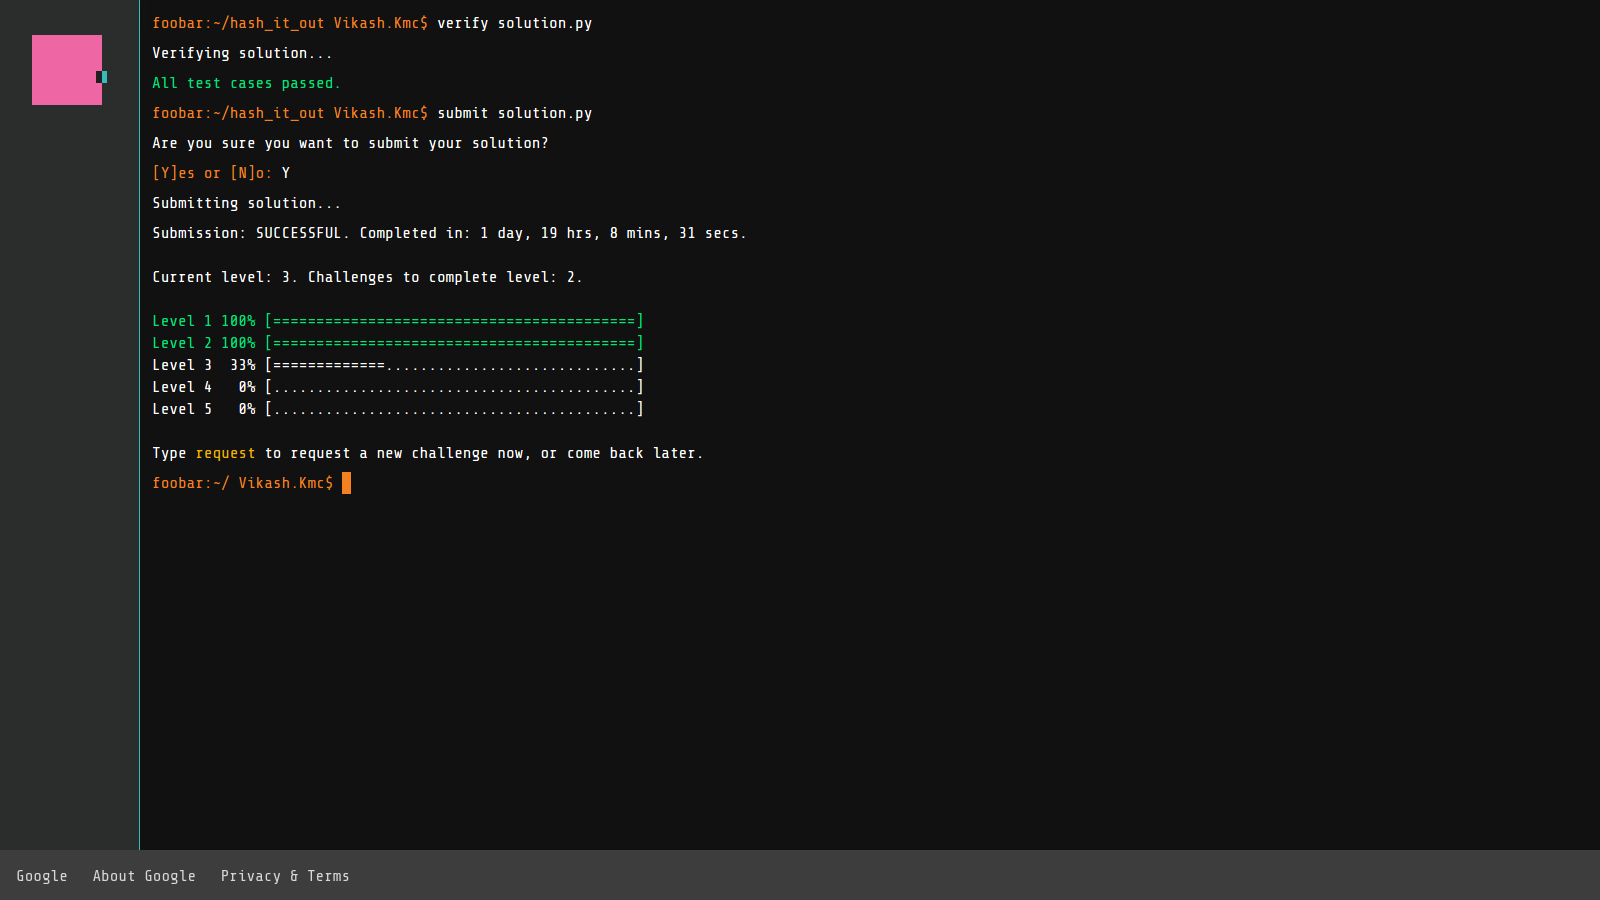 foobar:~/hash_it_out Vikash.Kmc$ verify solution.py
Verifying solution...
All test cases passed.
foobar:~/hash_it_out Vikash.Kmc$ submit solution.py
Are you sure you want to submit your solution?
[Y]es or [N]o: Y
Submitting solution...
Submission: SUCCESSFUL. Completed in: 1 day, 19 hrs, 8 mins, 31 secs.
Current level: 3. Challenges to complete level: 2.
Level 1 100% [==========================================]
Level 2 100% [==========================================]
Level 3  33% [=============.............................]
Level 4   0% [..........................................]
Level 5   0% [..........................................]
Type request to request a new challenge now, or come back later.
foobar:~/ Vikash.Kmc$
Google About Google Privacy & Terms